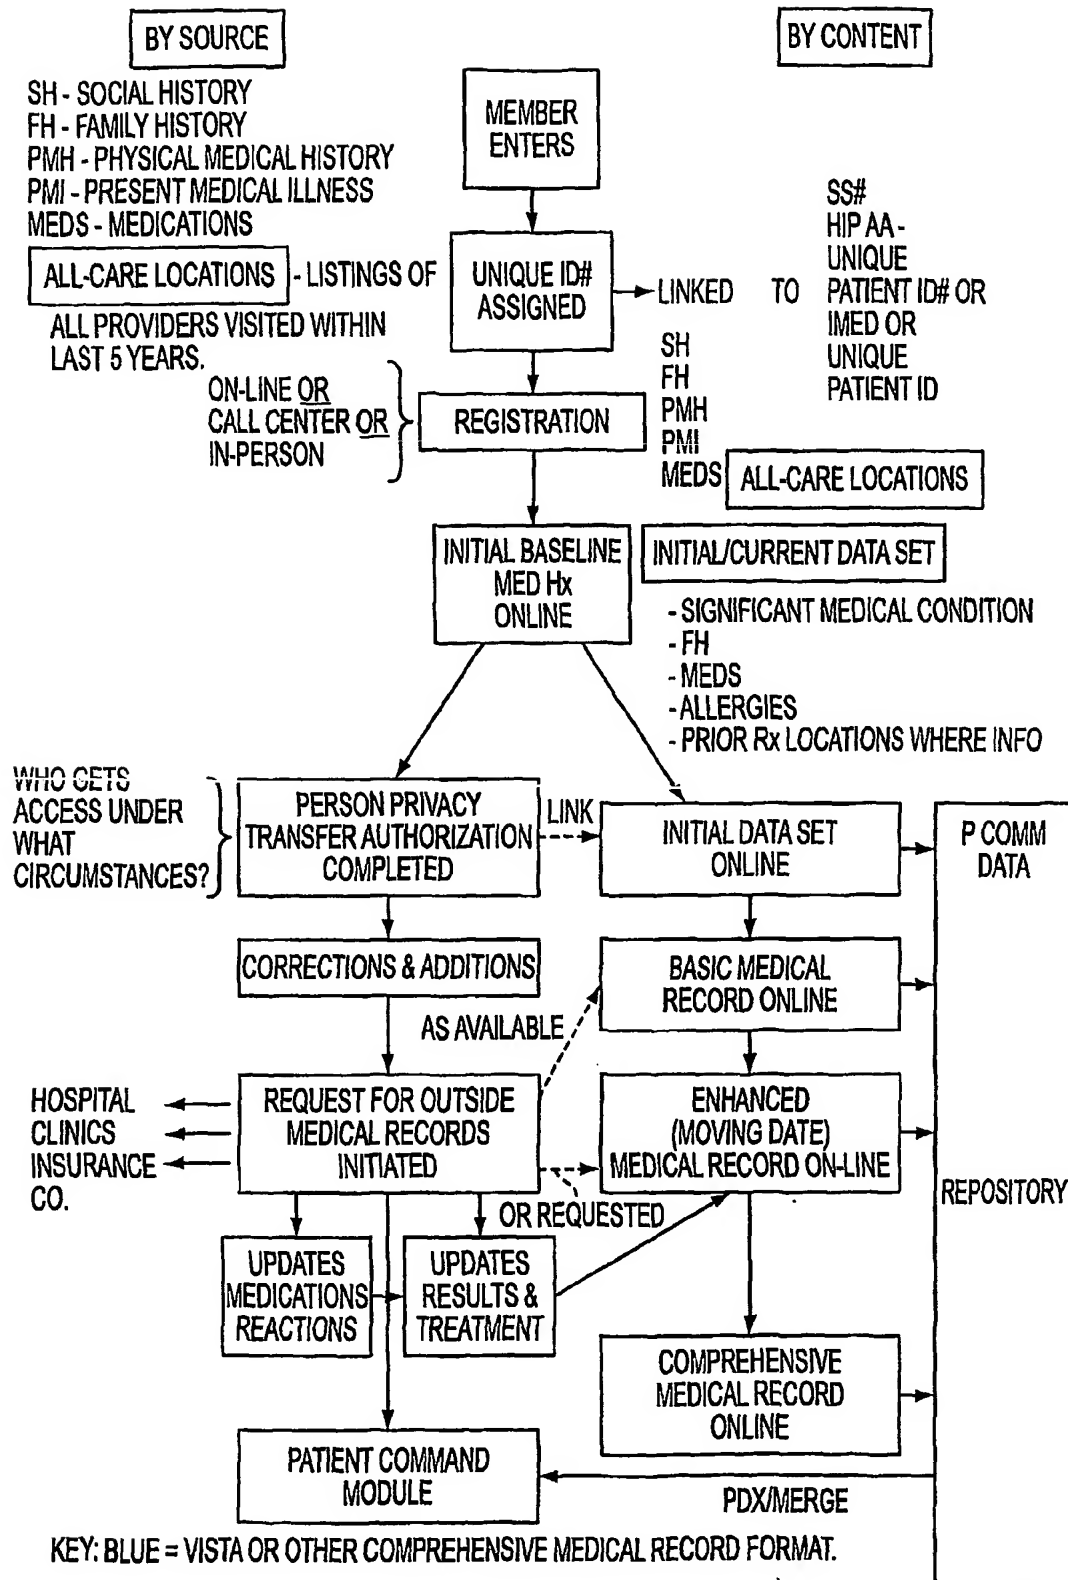 BY SOURCE
BY CONTENT
SH - SOCIAL HISTORY
FH - FAMILY HISTORY
PMH - PHYSICAL MEDICAL HISTORY
PMI - PRESENT MEDICAL ILLNESS
MEDS - MEDICATIONS
ALL-CARE LOCATIONS - LISTINGS OF
ALL PROVIDERS VISITED WITHIN
LAST 5 YEARS.
MEMBER
ENTERS
UNIQUE ID#
ASSIGNED
LINKED TO
SS#
HIP AA -
UNIQUE
PATIENT ID# OR
IMED OR
UNIQUE
PATIENT ID
SH
FH
PMH
PMI
MEDS
ALL-CARE LOCATIONS
ON-LINE OR
CALL CENTER OR
IN-PERSON
REGISTRATION
INITIAL BASELINE
MED Hx
ONLINE
INITIAL/CURRENT DATA SET
- SIGNIFICANT MEDICAL CONDITION
- FH
- MEDS
- ALLERGIES
- PRIOR Rx LOCATIONS WHERE INFO
WHO GETS
ACCESS UNDER
WHAT
CIRCUMSTANCES?
PERSON PRIVACY
TRANSFER AUTHORIZATION
COMPLETED
LINK
INITIAL DATA SET
ONLINE
P COMM
DATA
CORRECTIONS & ADDITIONS
BASIC MEDICAL
RECORD ONLINE
AS AVAILABLE
HOSPITAL
CLINICS
INSURANCE
CO.
REQUEST FOR OUTSIDE
MEDICAL RECORDS
INITIATED
ENHANCED
(MOVING DATE)
MEDICAL RECORD ON-LINE
REPOSITORY
OR REQUESTED
UPDATES
MEDICATIONS
REACTIONS
UPDATES
RESULTS &
TREATMENT
COMPREHENSIVE
MEDICAL RECORD
ONLINE
PATIENT COMMAND
MODULE
PDX/MERGE
KEY: BLUE = VISTA OR OTHER COMPREHENSIVE MEDICAL RECORD FORMAT.